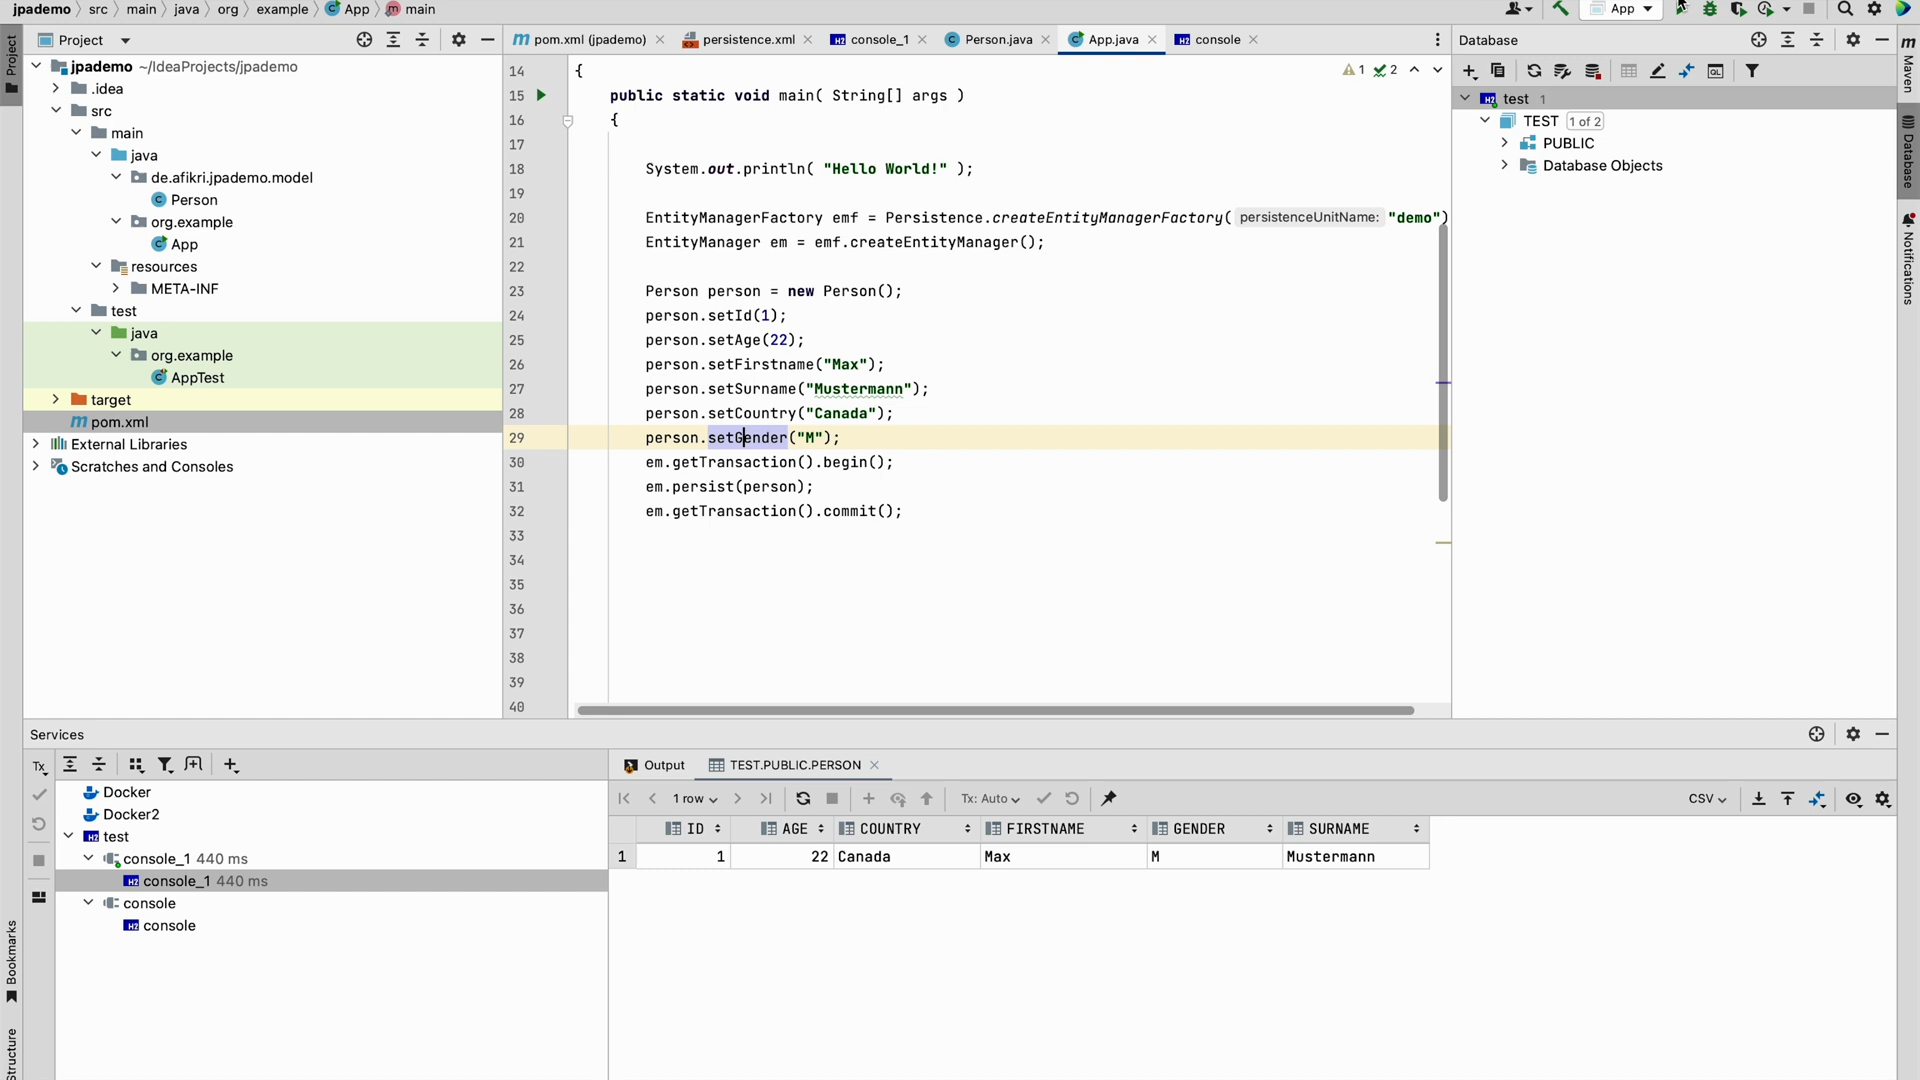 jpademo src main java org example App main
App
Project
Project
jpademo ~/IdeaProjects/jpademo
.idea
src
main
java
de.afikri.jpademo.model
Person
org.example
App
resources
META-INF
test
java
org.example
AppTest
target
pom.xml
External Libraries
Scratches and Consoles
pom.xml (jpademo) persistence.xml console_1 Person.java App.java console
1 2
14 {
15 public static void main( String[] args )
16 {
17
18 System.out.println( "Hello World!" );
19
20 EntityManagerFactory emf = Persistence.createEntityManagerFactory( persistenceUnitName: "demo")
21 EntityManager em = emf.createEntityManager();
22
23 Person person = new Person();
24 person.setId(1);
25 person.setAge(22);
26 person.setFirstname("Max");
27 person.setSurname("Mustermann");
28 person.setCountry("Canada");
29 person.setGender("M");
30 em.getTransaction().begin();
31 em.persist(person);
32 em.getTransaction().commit();
33
34
35
36
37
38
39
40
Database
QL
test 1
TEST 1 of 2
PUBLIC
Database Objects
Maven
Database
Notifications
Services
Tx
Docker
Docker2
test
console_1 440 ms
console_1 440 ms
console
console
Output TEST.PUBLIC.PERSON
1 row Tx: Auto CSV
ID AGE COUNTRY FIRSTNAME GENDER SURNAME
1 1 22 Canada Max M Mustermann
Bookmarks
Structure